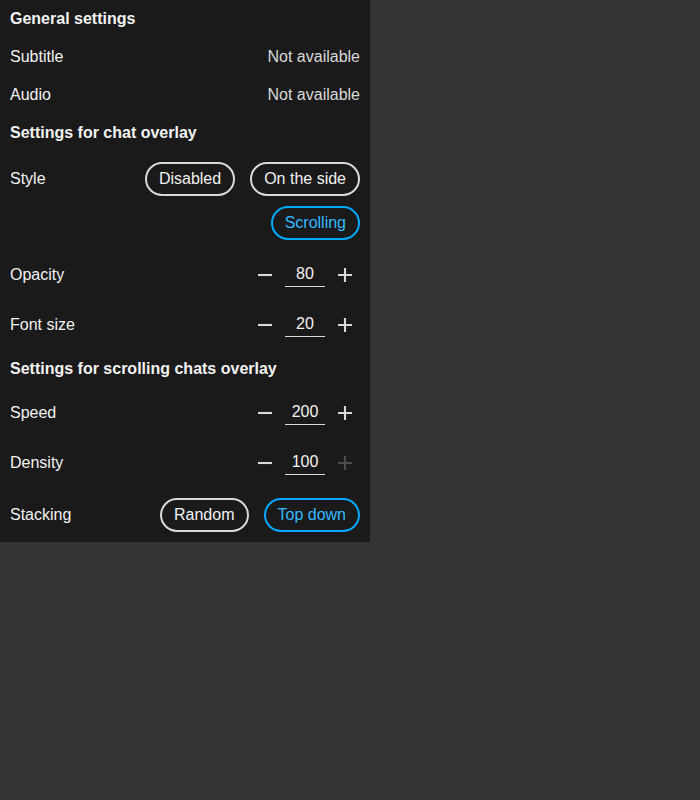 General settings
Subtitle Not available
Audio Not available
Settings for chat overlay
Style Disabled On the side
Scrolling
Opacity 80
Font size 20
Settings for scrolling chats overlay
Speed 200
Density 100
Stacking Random Top down